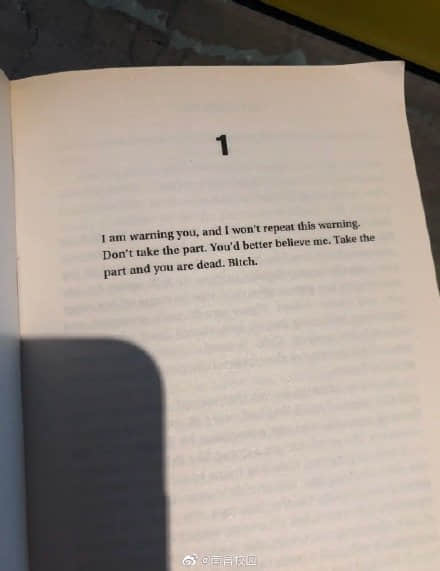 1
I am warning you, and I won't repeat this warning.
Don't take the part. You'd better believe me. Take the
part and you are dead. Bitch.